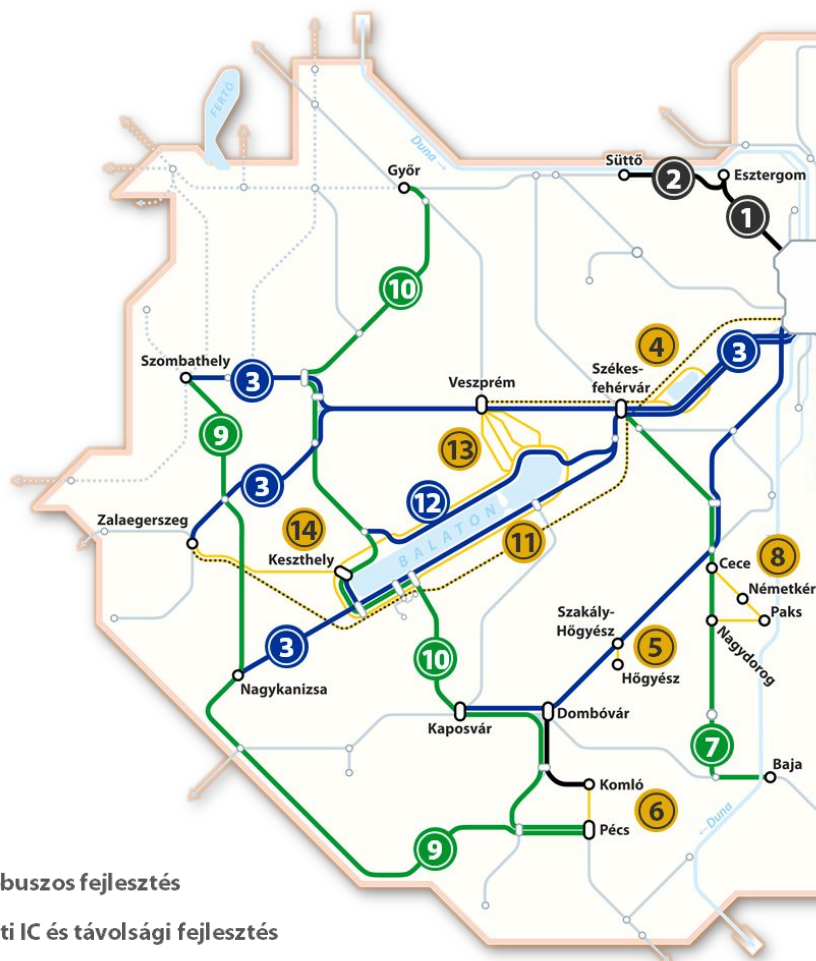 FERTŐ
Duna →
Győr
Süttő
2
Esztergom
1
10
4
3
Szombathely
3
Veszprém
Székes-
fehérvár
9
13
3
12
Zalaegerszeg
14
BALATON
11
Keszthely
8
Cece
Németkér
Szakály-
Hőgyész
Paks
3
10
5
Nagydorog
Hőgyész
Nagykanizsa
Kaposvár
Dombóvár
7
Baja
Komló
6
← Duna
Pécs
9
buszos fejlesztés
ti IC és távolsági fejlesztés